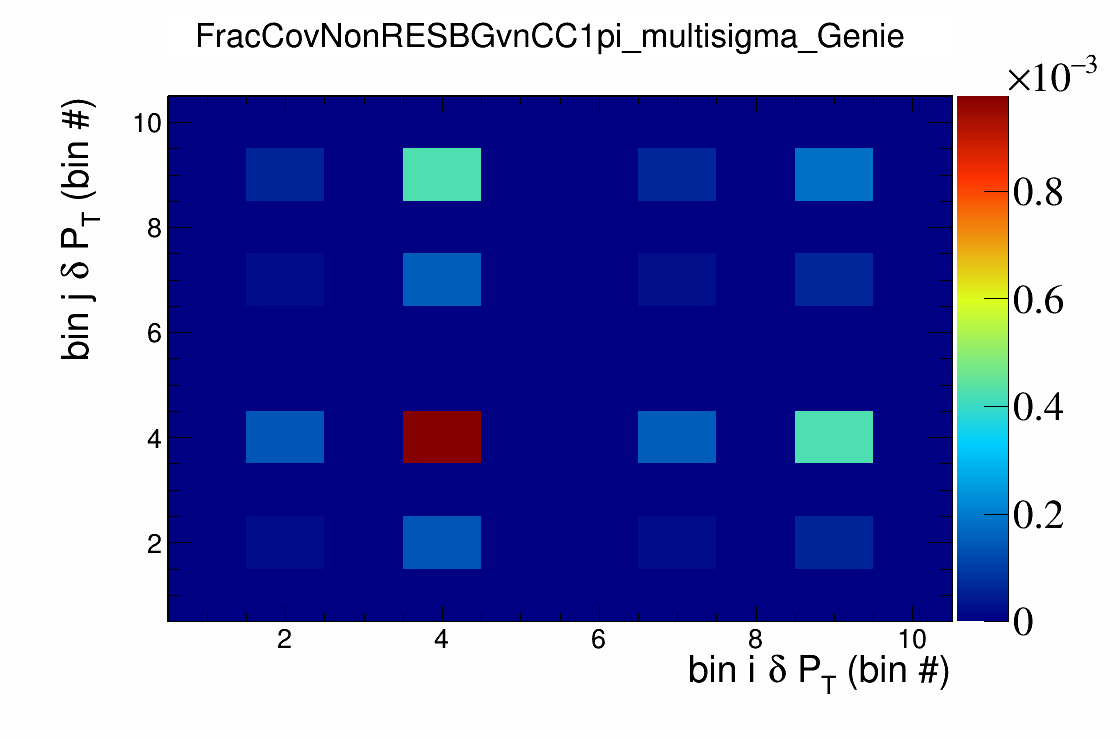 FracCovNonRESBGvnCC1pi_multisigma_Genie
×10⁻³
bin j δ P_T (bin #)
10
8
6
4
2
0.8
0.6
0.4
0.2
0
2 4 6 8 10
bin i δ P_T (bin #)